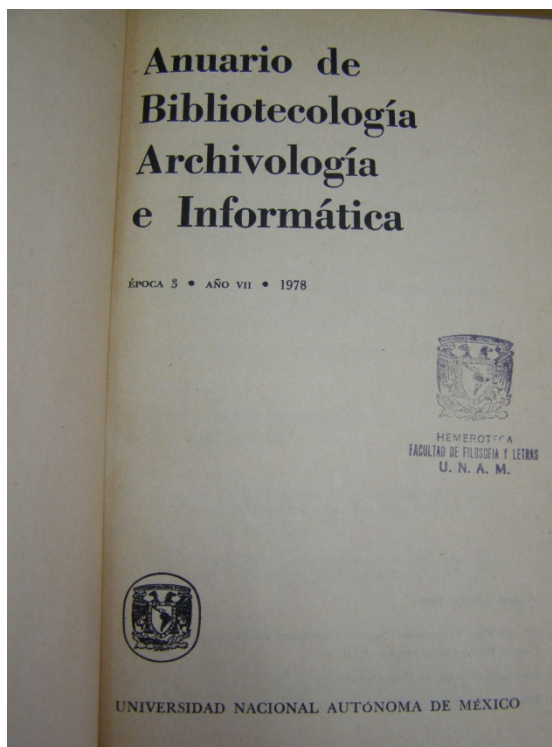 Anuario de
Bibliotecología
Archivología
e Informática
ÉPOCA 3 • AÑO VII • 1978
HEMEROTECA
FACULTAD DE FILOSOFIA Y LETRAS
U. N. A. M.
UNIVERSIDAD NACIONAL AUTÓNOMA DE MÉXICO